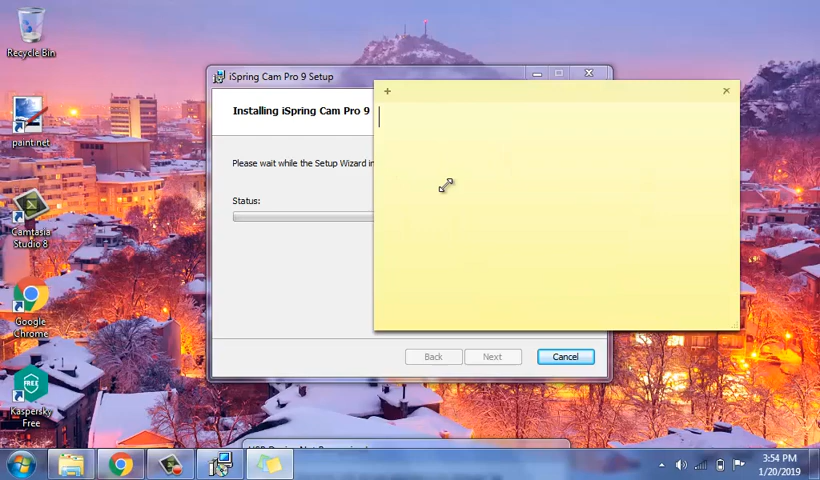 Recycle Bin
iSpring Cam Pro 9 Setup
Installing iSpring Cam Pro 9
paint.net
Please wait while the Setup Wizard in
Status:
Camtasia
Studio 8
Google
Chrome
FREE
Kaspersky
Free
Back
Next
Cancel
3:54 PM
1/20/2019